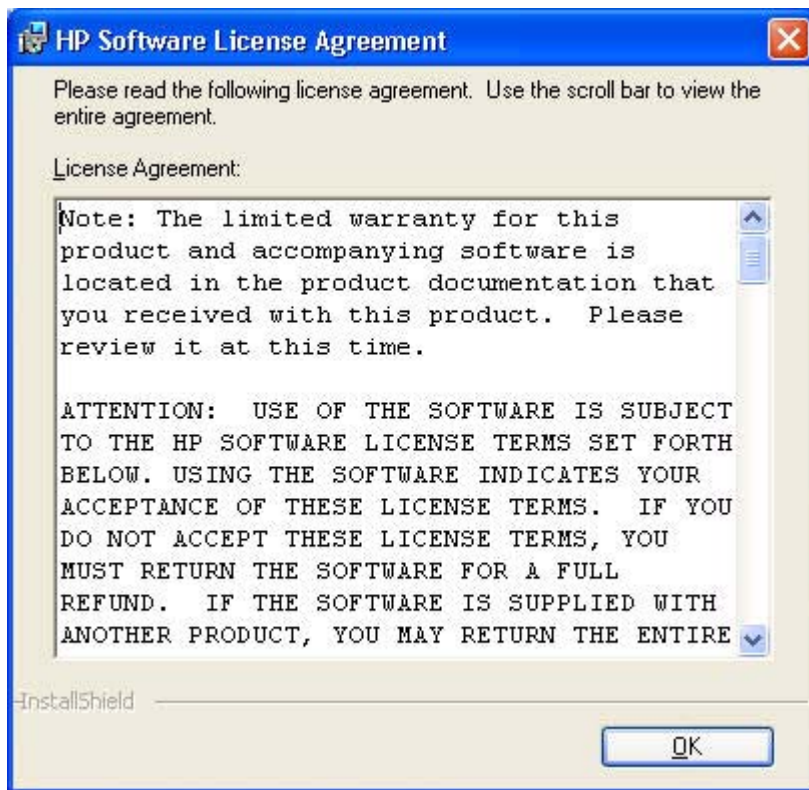 HP Software License Agreement
Please read the following license agreement. Use the scroll bar to view the
entire agreement.
License Agreement:
Note: The limited warranty for this
product and accompanying software is
located in the product documentation that
you received with this product. Please
review it at this time.
ATTENTION: USE OF THE SOFTWARE IS SUBJECT
TO THE HP SOFTWARE LICENSE TERMS SET FORTH
BELOW. USING THE SOFTWARE INDICATES YOUR
ACCEPTANCE OF THESE LICENSE TERMS. IF YOU
DO NOT ACCEPT THESE LICENSE TERMS, YOU
MUST RETURN THE SOFTWARE FOR A FULL
REFUND. IF THE SOFTWARE IS SUPPLIED WITH
ANOTHER PRODUCT, YOU MAY RETURN THE ENTIRE
InstallShield
OK